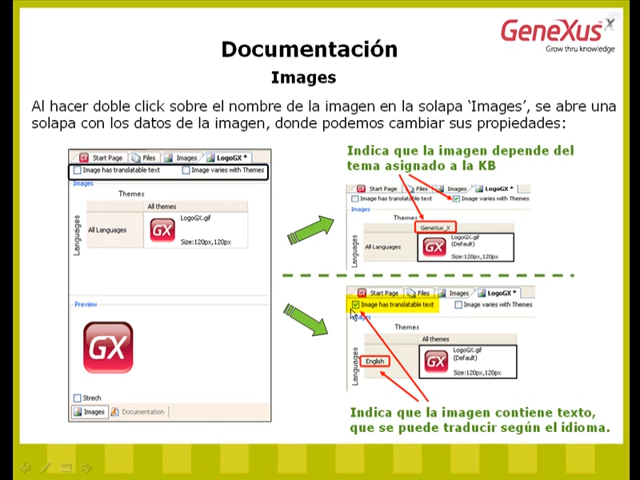 GeneXus X
Grow thru knowledge
Documentación
Images
Al hacer doble click sobre el nombre de la imagen en la solapa ‘Images’, se abre una
solapa con los datos de la imagen, donde podemos cambiar sus propiedades:
Start Page Files Images LogoGX *
Image has translatable text Image varies with Themes
Images
Themes
All themes
Languages
All Languages
GX
LogoGX.gif
Size:120px,120px
Preview
GX
Strech
Images Documentation
Indica que la imagen depende del
tema asignado a la KB
Start Page Files Images LogoGX *
Image has translatable text Image varies with Themes
Images
Themes
GeneXus_X
Languages
All Languages
GX
LogoGX.gif
(Default)
Size:120px,120px
Start Page Files Images LogoGX *
Image has translatable text Image varies with Themes
Images
Themes
All themes
Languages
English
GX
LogoGX.gif
(Default)
Size:120px,120px
Indica que la imagen contiene texto,
que se puede traducir según el idioma.